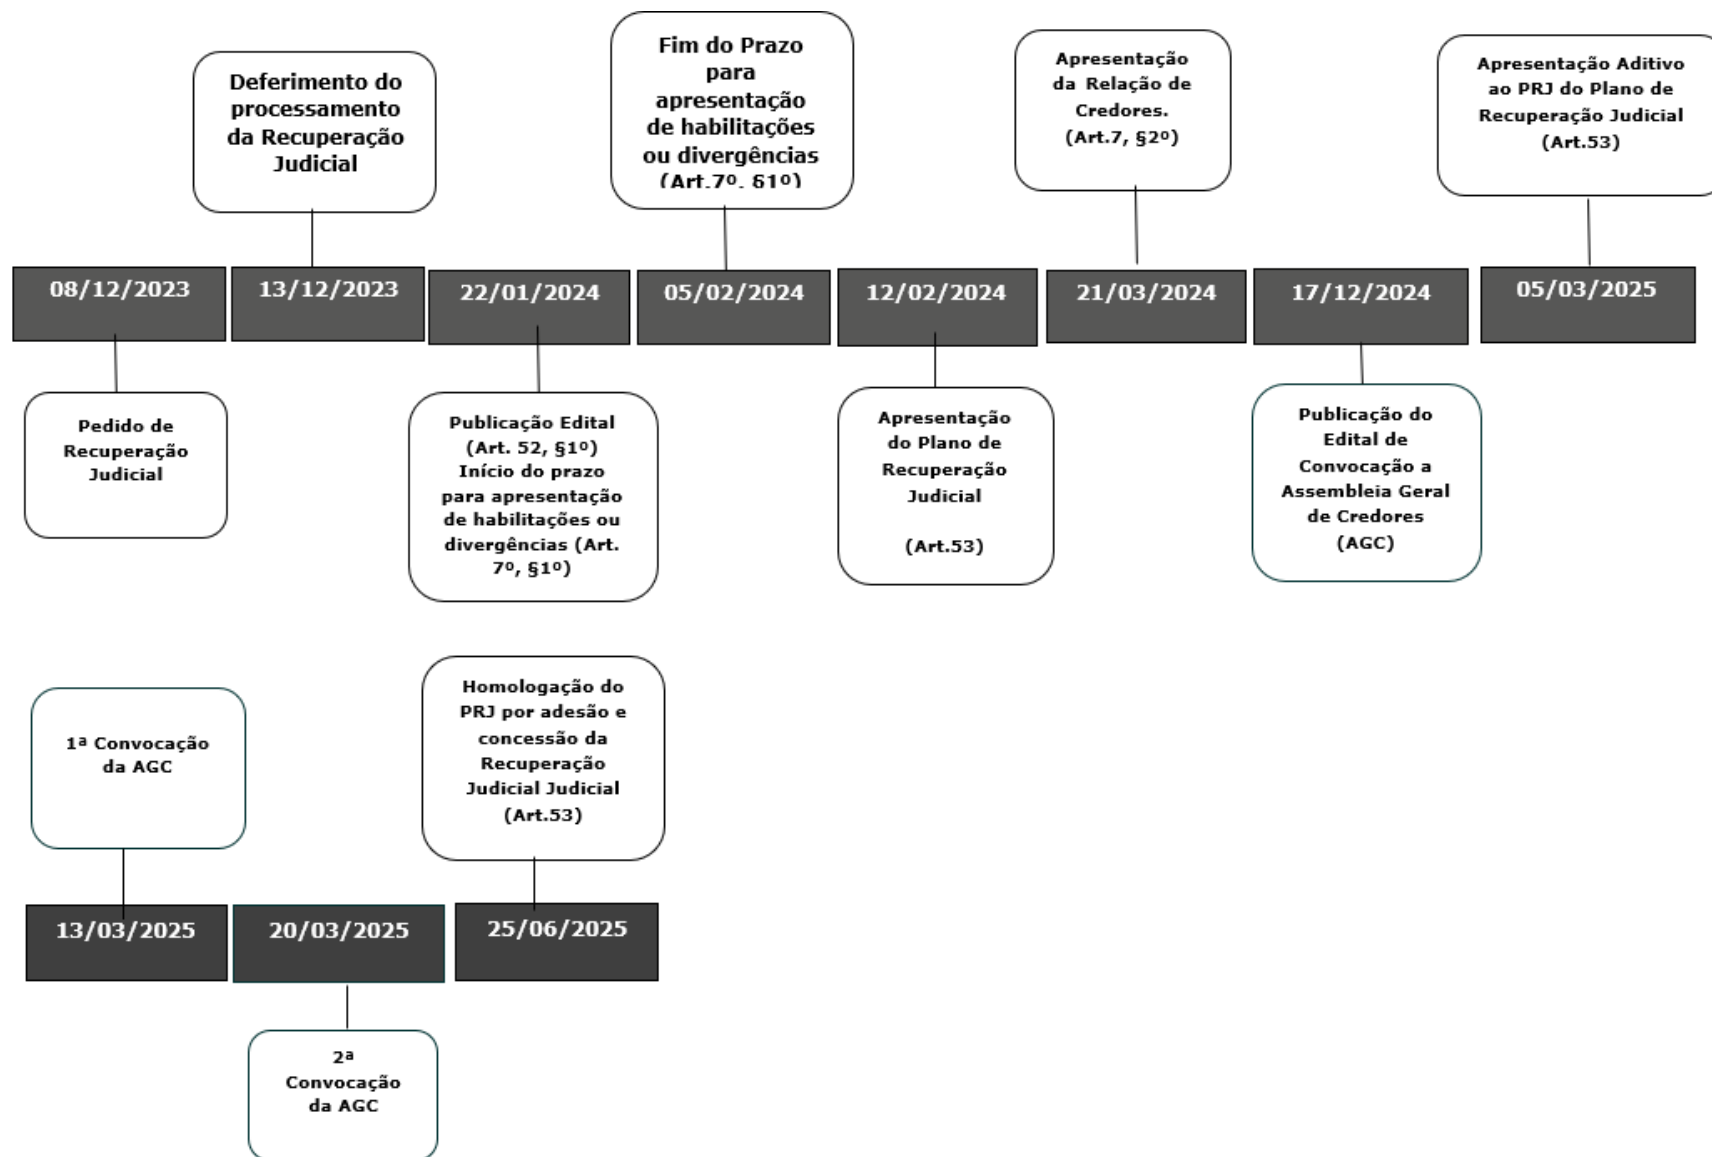 Deferimento do
processamento
da Recuperação
Judicial
Fim do Prazo
para
apresentação
de habilitações
ou divergências
(Art.7º, §1º)
Apresentação
da Relação de
Credores.
(Art.7, §2º)
Apresentação Aditivo
ao PRJ do Plano de
Recuperação Judicial
(Art.53)
08/12/2023
13/12/2023
22/01/2024
05/02/2024
12/02/2024
21/03/2024
17/12/2024
05/03/2025
Pedido de
Recuperação
Judicial
Publicação Edital
(Art. 52, §1º)
Início do prazo
para apresentação
de habilitações ou
divergências (Art.
7º, §1º)
Apresentação
do Plano de
Recuperação
Judicial
(Art.53)
Publicação do
Edital de
Convocação a
Assembleia Geral
de Credores
(AGC)
1ª Convocação
da AGC
Homologação do
PRJ por adesão e
concessão da
Recuperação
Judicial Judicial
(Art.53)
13/03/2025
20/03/2025
25/06/2025
2ª
Convocação
da AGC